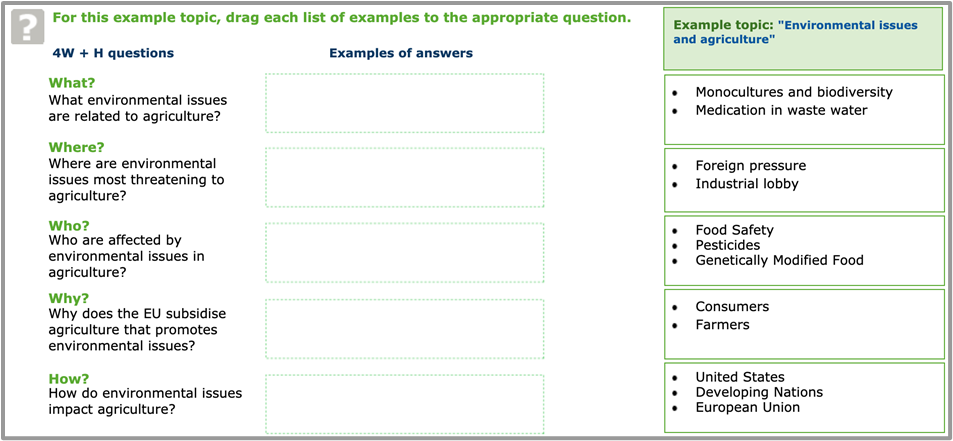 ?
For this example topic, drag each list of examples to the appropriate question.
4W + H questions
Examples of answers
What?
What environmental issues
are related to agriculture?
Where?
Where are environmental
issues most threatening to
agriculture?
Who?
Who are affected by
environmental issues in
agriculture?
Why?
Why does the EU subsidise
agriculture that promotes
environmental issues?
How?
How do environmental issues
impact agriculture?
Example topic: "Environmental issues
and agriculture"
• Monocultures and biodiversity
• Medication in waste water
• Foreign pressure
• Industrial lobby
• Food Safety
• Pesticides
• Genetically Modified Food
• Consumers
• Farmers
• United States
• Developing Nations
• European Union